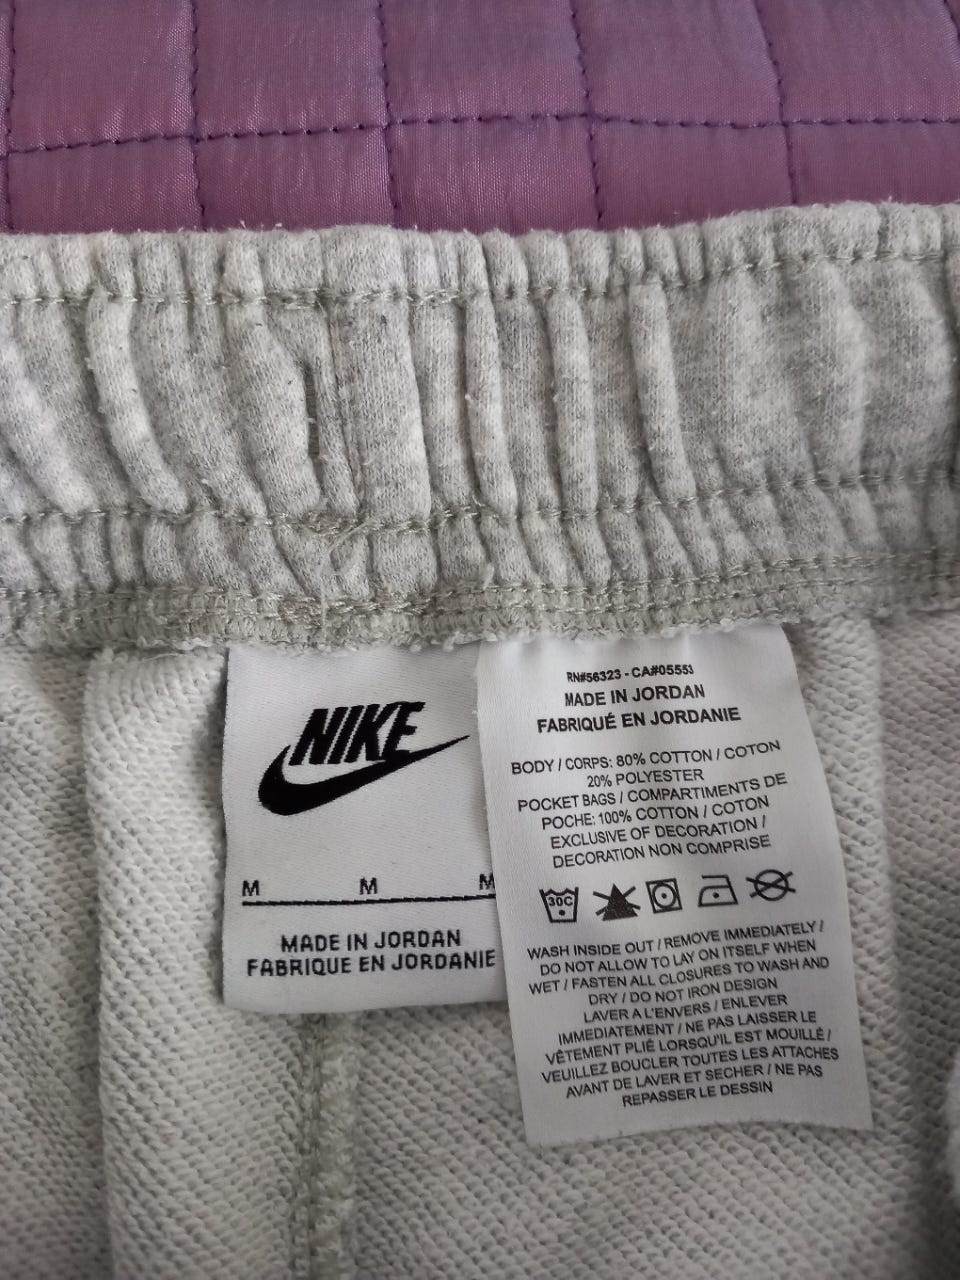 NIKE
M M M
MADE IN JORDAN
FABRIQUE EN JORDANIE
RN#56323 - CA#05553
MADE IN JORDAN
FABRIQUÉ EN JORDANIE
BODY / CORPS: 80% COTTON / COTON
20% POLYESTER
POCKET BAGS / COMPARTIMENTS DE
POCHE: 100% COTTON / COTON
EXCLUSIVE OF DECORATION /
DECORATION NON COMPRISE
30C
WASH INSIDE OUT / REMOVE IMMEDIATELY /
DO NOT ALLOW TO LAY ON ITSELF WHEN
WET / FASTEN ALL CLOSURES TO WASH AND
DRY / DO NOT IRON DESIGN
LAVER A L'ENVERS / ENLEVER
IMMEDIATEMENT / NE PAS LAISSER LE
VÊTEMENT PLIÉ LORSQU'IL EST MOUILLÉ /
VEUILLEZ BOUCLER TOUTES LES ATTACHES
AVANT DE LAVER ET SECHER / NE PAS
REPASSER LE DESSIN